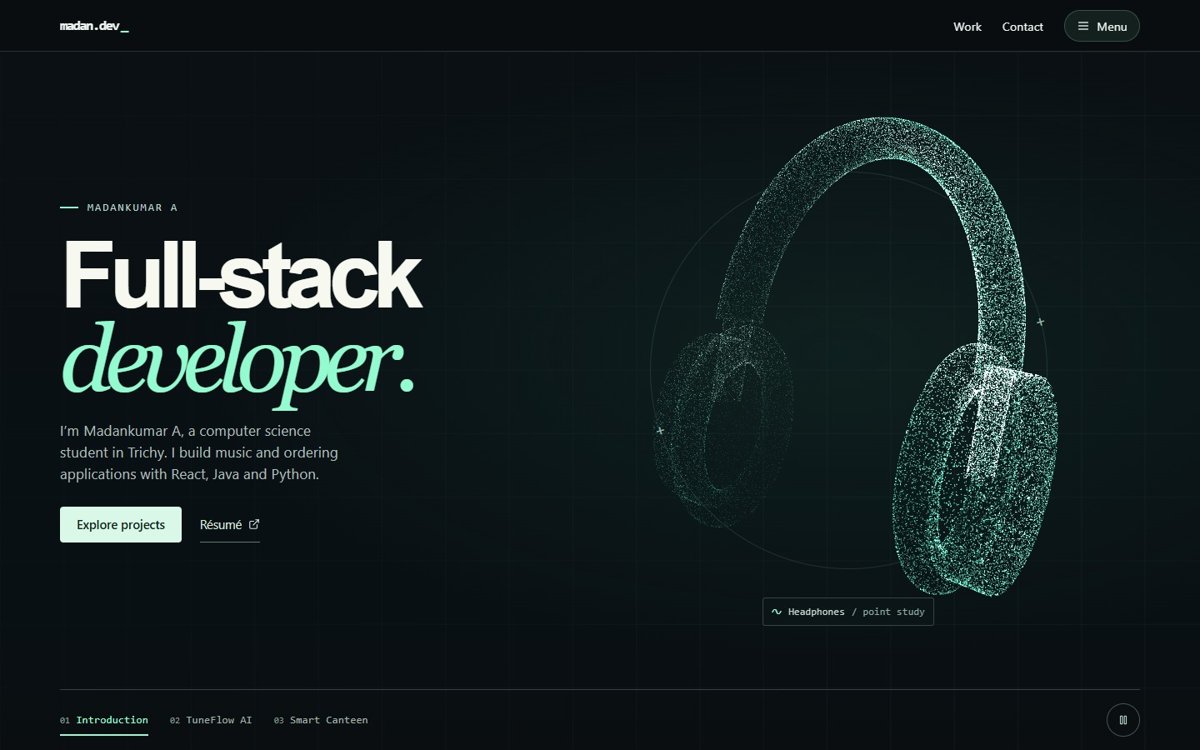 madan.dev_
Work
Contact
Menu
MADANKUMAR A
Full-stack
developer.
I’m Madankumar A, a computer science
student in Trichy. I build music and ordering
applications with React, Java and Python.
Explore projects
Résumé
Headphones / point study
01 Introduction
02 TuneFlow AI
03 Smart Canteen